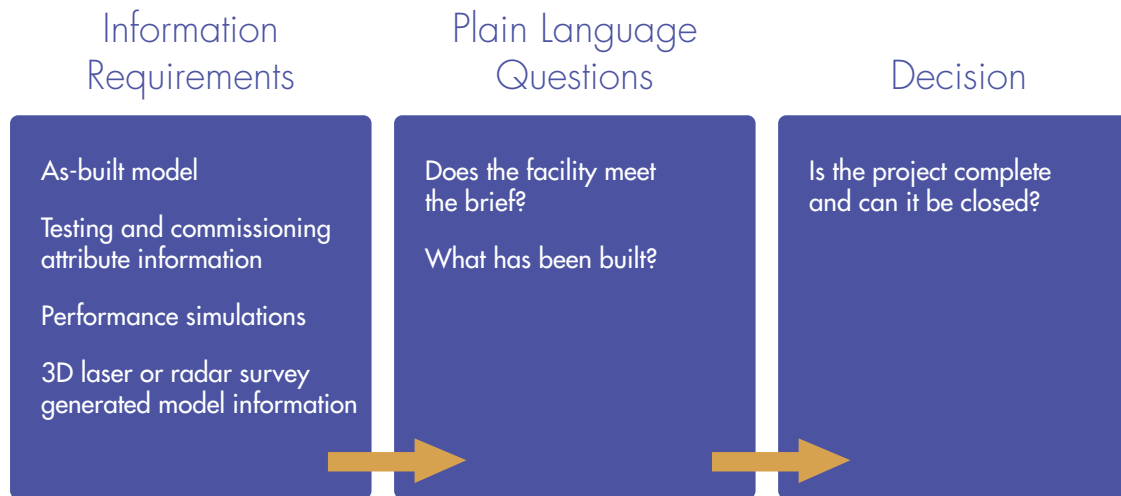 Information
Requirements
Plain Language
Questions
Decision
As-built model
Testing and commissioning
attribute information
Performance simulations
3D laser or radar survey
generated model information
Does the facility meet
the brief?
What has been built?
Is the project complete
and can it be closed?